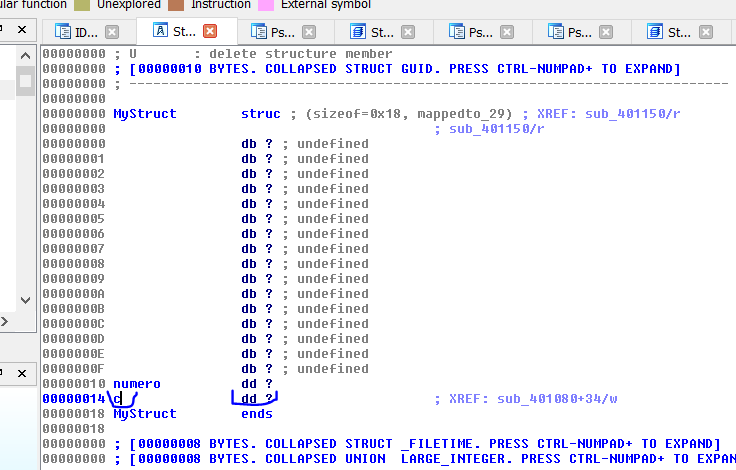 ular function Unexplored Instruction External symbol
ID... St... Ps... St... Ps... Ps... St...
00000000 ; U : delete structure member
00000000 ; [00000010 BYTES. COLLAPSED STRUCT GUID. PRESS CTRL-NUMPAD+ TO EXPAND]
00000000 ; ---------------------------------------------------------------------------
00000000
00000000 MyStruct struc ; (sizeof=0x18, mappedto_29) ; XREF: sub_401150/r
00000000 ; sub_401150/r
00000000 db ? ; undefined
00000001 db ? ; undefined
00000002 db ? ; undefined
00000003 db ? ; undefined
00000004 db ? ; undefined
00000005 db ? ; undefined
00000006 db ? ; undefined
00000007 db ? ; undefined
00000008 db ? ; undefined
00000009 db ? ; undefined
0000000A db ? ; undefined
0000000B db ? ; undefined
0000000C db ? ; undefined
0000000D db ? ; undefined
0000000E db ? ; undefined
0000000F db ? ; undefined
00000010 numero dd ?
00000014 c dd ? ; XREF: sub_401080+34/w
00000018 MyStruct ends
00000018
00000000 ; [00000008 BYTES. COLLAPSED STRUCT _FILETIME. PRESS CTRL-NUMPAD+ TO EXPAND]
00000000 ; [00000008 BYTES. COLLAPSED UNION LARGE_INTEGER. PRESS CTRL-NUMPAD+ TO EXPAN